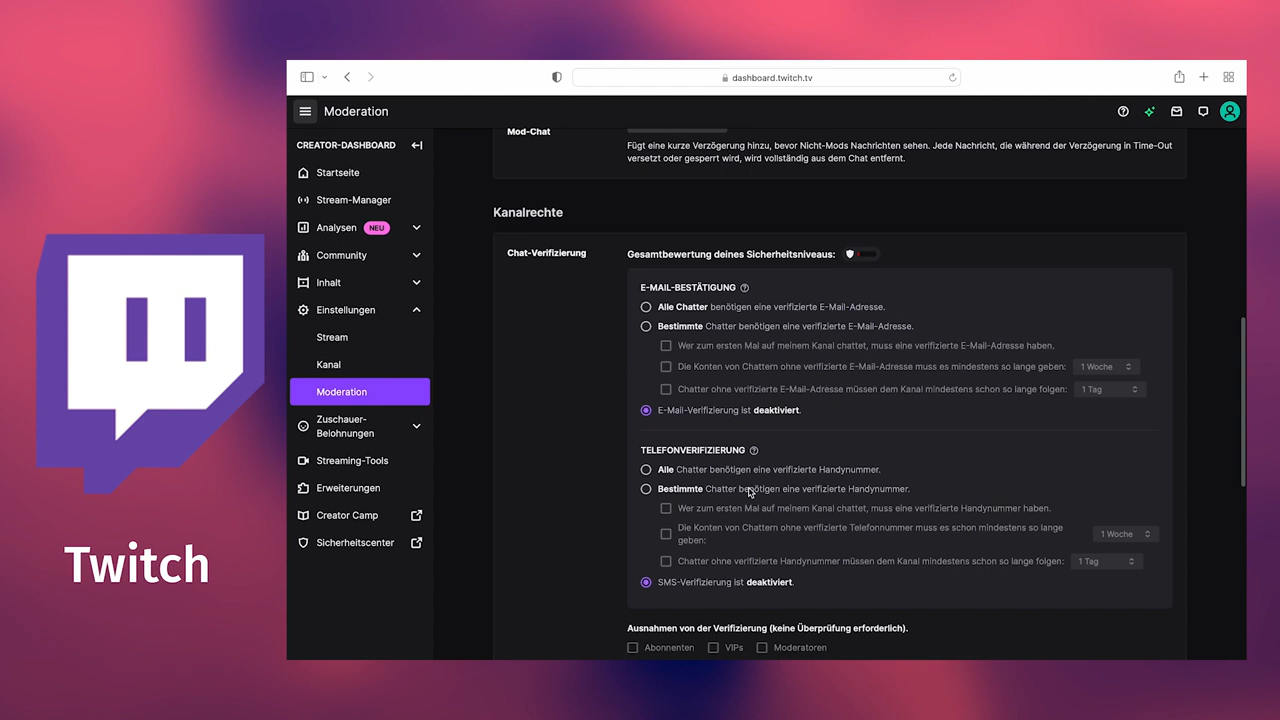 dashboard.twitch.tv
Moderation
CREATOR-DASHBOARD
Startseite
Stream-Manager
Analysen NEU
Community
Inhalt
Einstellungen
Stream
Kanal
Moderation
Zuschauer-
Belohnungen
Streaming-Tools
Erweiterungen
Creator Camp
Sicherheitscenter
Mod-Chat
Fügt eine kurze Verzögerung hinzu, bevor Nicht-Mods Nachrichten sehen. Jede Nachricht, die während der Verzögerung in Time-Out
versetzt oder gesperrt wird, wird vollständig aus dem Chat entfernt.
Kanalrechte
Chat-Verifizierung
Gesamtbewertung deines Sicherheitsniveaus:
E-MAIL-BESTÄTIGUNG
Alle Chatter benötigen eine verifizierte E-Mail-Adresse.
Bestimmte Chatter benötigen eine verifizierte E-Mail-Adresse.
Wer zum ersten Mal auf meinem Kanal chattet, muss eine verifizierte E-Mail-Adresse haben.
Die Konten von Chattern ohne verifizierte E-Mail-Adresse muss es mindestens so lange geben: 1 Woche
Chatter ohne verifizierte E-Mail-Adresse müssen dem Kanal mindestens schon so lange folgen: 1 Tag
E-Mail-Verifizierung ist deaktiviert.
TELEFONVERIFIZIERUNG
Alle Chatter benötigen eine verifizierte Handynummer.
Bestimmte Chatter benötigen eine verifizierte Handynummer.
Wer zum ersten Mal auf meinem Kanal chattet, muss eine verifizierte Handynummer haben.
Die Konten von Chattern ohne verifizierte Telefonnummer muss es schon mindestens so lange
geben: 1 Woche
Chatter ohne verifizierte Handynummer müssen dem Kanal mindestens schon so lange folgen: 1 Tag
SMS-Verifizierung ist deaktiviert.
Ausnahmen von der Verifizierung (keine Überprüfung erforderlich).
Abonnenten VIPs Moderatoren
Twitch